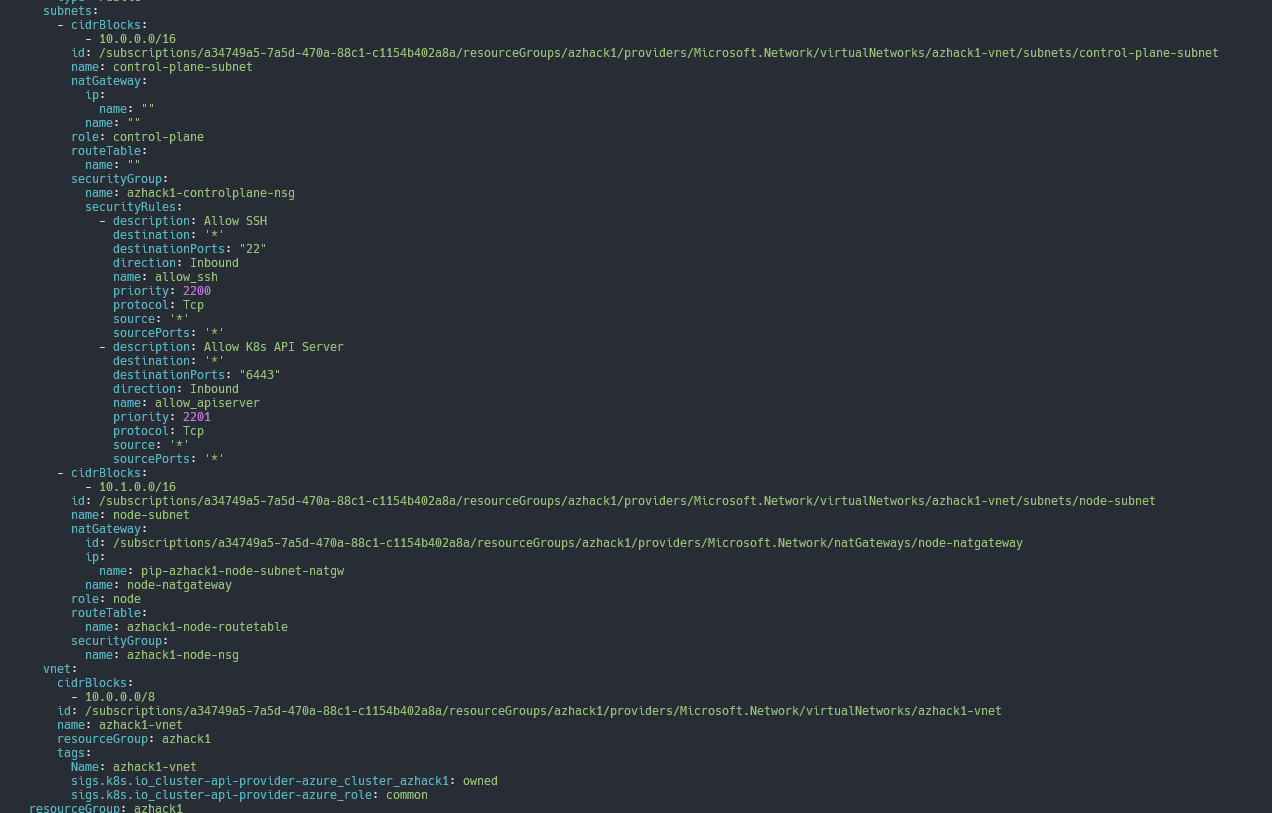 subnets:
- cidrBlocks:
- 10.0.0.0/16
id: /subscriptions/a34749a5-7a5d-470a-88c1-c1154b402a8a/resourceGroups/azhack1/providers/Microsoft.Network/virtualNetworks/azhack1-vnet/subnets/control-plane-subnet
name: control-plane-subnet
natGateway:
ip:
name: ""
name: ""
role: control-plane
routeTable:
name: ""
securityGroup:
name: azhack1-controlplane-nsg
securityRules:
- description: Allow SSH
destination: '*'
destinationPorts: "22"
direction: Inbound
name: allow_ssh
priority: 2200
protocol: Tcp
source: '*'
sourcePorts: '*'
- description: Allow K8s API Server
destination: '*'
destinationPorts: "6443"
direction: Inbound
name: allow_apiserver
priority: 2201
protocol: Tcp
source: '*'
sourcePorts: '*'
- cidrBlocks:
- 10.1.0.0/16
id: /subscriptions/a34749a5-7a5d-470a-88c1-c1154b402a8a/resourceGroups/azhack1/providers/Microsoft.Network/virtualNetworks/azhack1-vnet/subnets/node-subnet
name: node-subnet
natGateway:
id: /subscriptions/a34749a5-7a5d-470a-88c1-c1154b402a8a/resourceGroups/azhack1/providers/Microsoft.Network/natGateways/node-natgateway
ip:
name: pip-azhack1-node-subnet-natgw
name: node-natgateway
role: node
routeTable:
name: azhack1-node-routetable
securityGroup:
name: azhack1-node-nsg
vnet:
cidrBlocks:
- 10.0.0.0/8
id: /subscriptions/a34749a5-7a5d-470a-88c1-c1154b402a8a/resourceGroups/azhack1/providers/Microsoft.Network/virtualNetworks/azhack1-vnet
name: azhack1-vnet
resourceGroup: azhack1
tags:
Name: azhack1-vnet
sigs.k8s.io_cluster-api-provider-azure_cluster_azhack1: owned
sigs.k8s.io_cluster-api-provider-azure_role: common
resourceGroup: azhack1